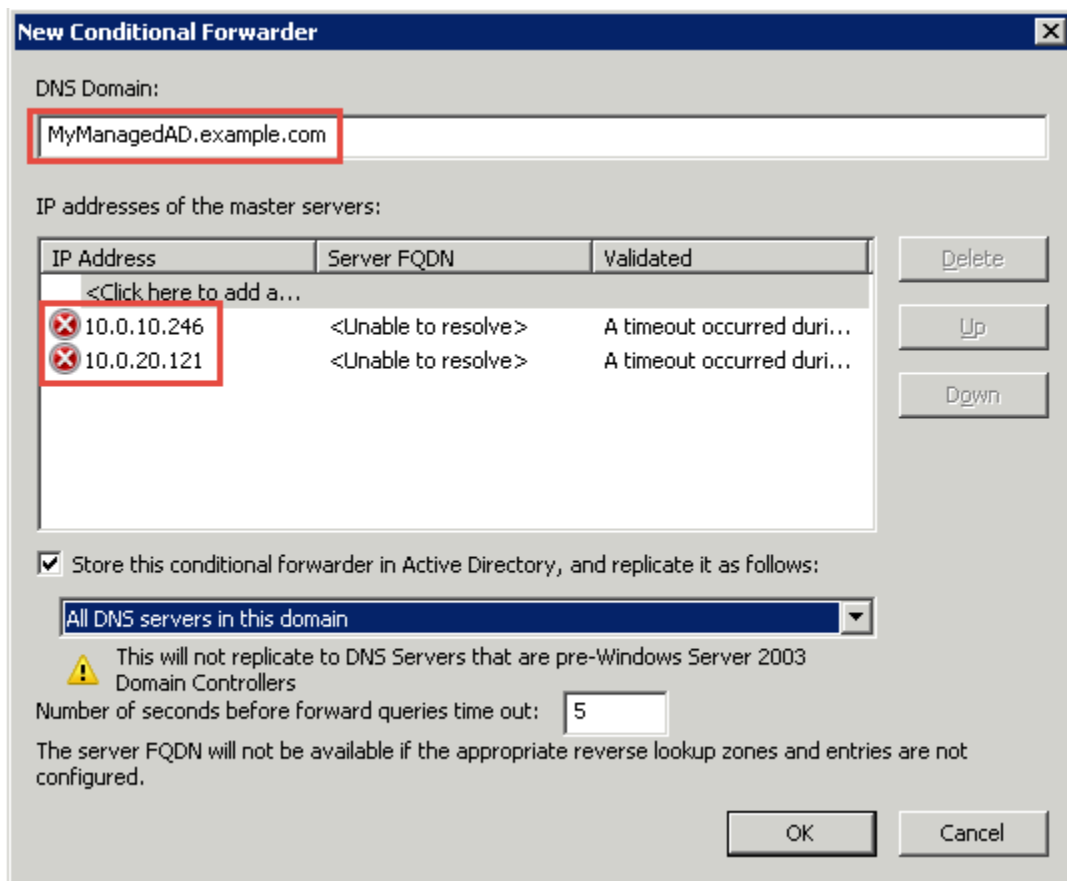 New Conditional Forwarder
DNS Domain:
MyManagedAD.example.com
IP addresses of the master servers:
IP Address Server FQDN Validated
<Click here to add a...
10.0.10.246 <Unable to resolve> A timeout occurred duri...
10.0.20.121 <Unable to resolve> A timeout occurred duri...
Delete
Up
Down
Store this conditional forwarder in Active Directory, and replicate it as follows:
All DNS servers in this domain
This will not replicate to DNS Servers that are pre-Windows Server 2003
Domain Controllers
Number of seconds before forward queries time out: 5
The server FQDN will not be available if the appropriate reverse lookup zones and entries are not
configured.
OK Cancel